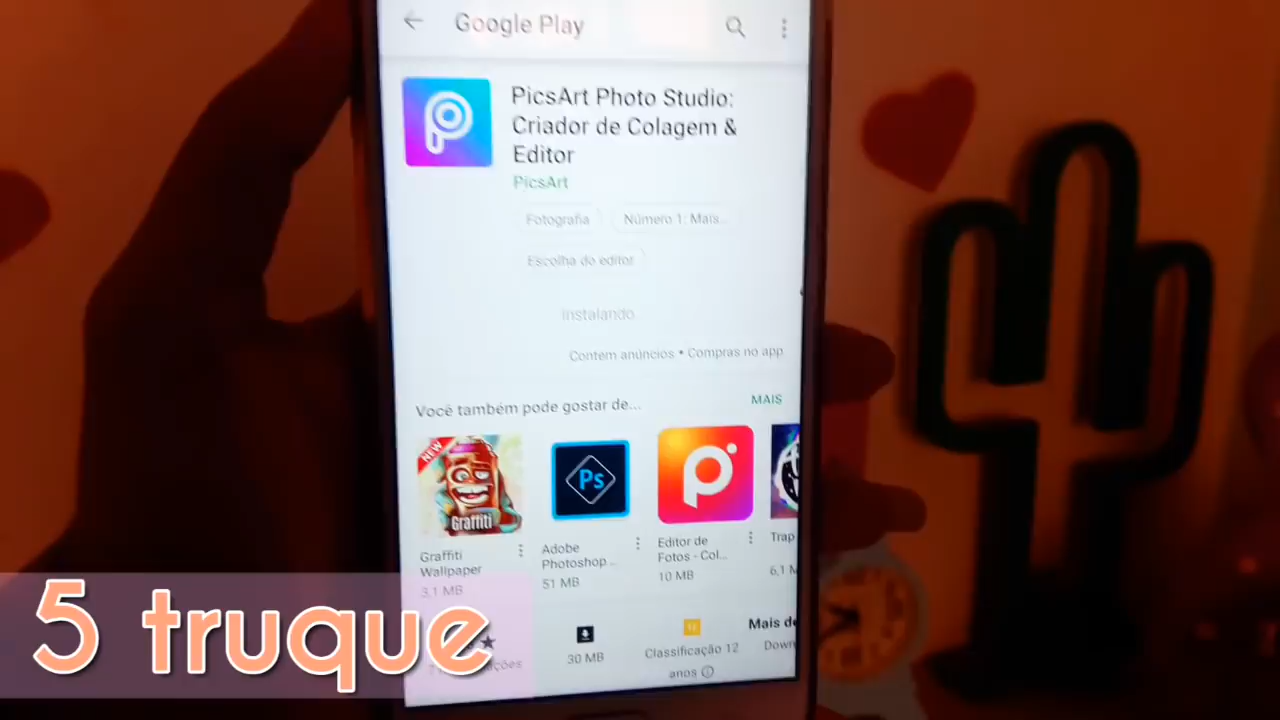 Google Play
PicsArt Photo Studio:
Criador de Colagem &
Editor
PicsArt
Fotografia
Número 1: Mais...
Escolha do editor
Instalando
Contém anúncios • Compras no app
Você também pode gostar de...
MAIS
NEW
Graffiti
Ps
Graffiti
Wallpaper
3,1 MB
Adobe
Photoshop...
51 MB
Editor de
Fotos - Col...
10 MB
Trap
6,1 M
5 truque
30 MB
Classificação 12
anos
Mais de
Down